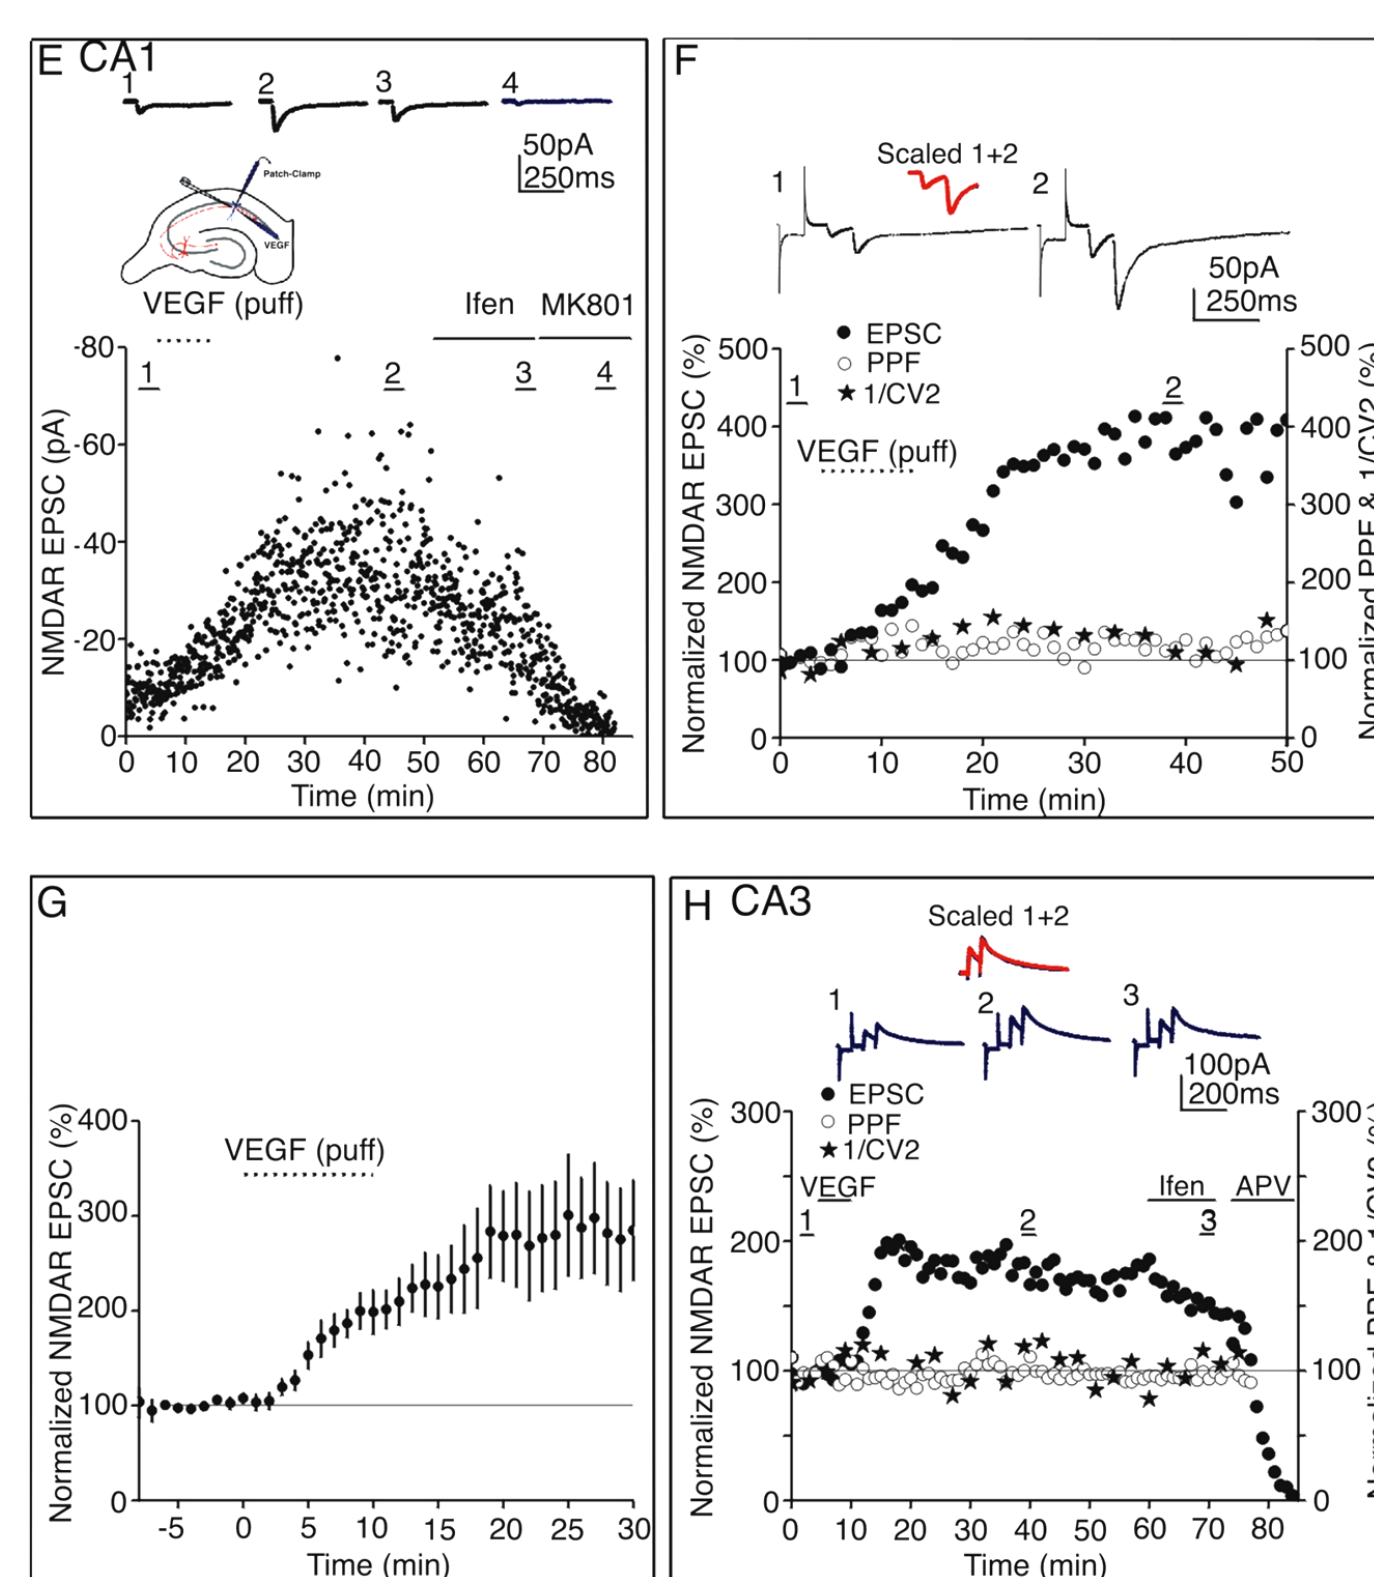 E CA1
1 2 3 4
50pA
250ms
Patch-Clamp
VEGF
VEGF (puff) Ifen MK801
1 2 3 4
NMDAR EPSC (pA)
-80
-60
-40
-20
0
0 10 20 30 40 50 60 70 80
Time (min)
F
Scaled 1+2
1 2
50pA
250ms
EPSC
PPF
1/CV2
1 2
VEGF (puff)
Normalized NMDAR EPSC (%)
500
400
300
200
100
0
500
400
300
200
100
0
Normalized PPF & 1/CV2 (%)
0 10 20 30 40 50
Time (min)
G
VEGF (puff)
Normalized NMDAR EPSC (%)
400
300
200
100
0
-5 0 5 10 15 20 25 30
Time (min)
H CA3
Scaled 1+2
1 2 3
100pA
200ms
EPSC
PPF
1/CV2
VEGF Ifen APV
1 2 3
Normalized NMDAR EPSC (%)
300
200
100
0
300
200
100
0
0 10 20 30 40 50 60 70 80
Time (min)